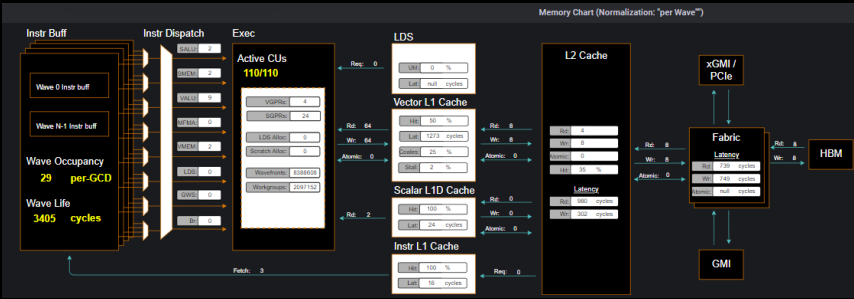 Memory Chart (Normalization: "per Wave"")
Instr Buff
Wave 0 Instr buff
Wave N-1 Instr buff
Wave Occupancy
29 per-GCD
Wave Life
3405 cycles
Instr Dispatch
SALU: 2
SMEM: 2
VALU: 9
MFMA: 0
VMEM: 2
LDS: 0
GWS: 0
Br: 0
Exec
Active CUs
110/110
VGPRs: 4
SGPRs: 24
LDS Alloc: 0
Scratch Alloc: 0
Wavefronts: 8388608
Workgroups: 2097152
Fetch: 3
Req: 0
Rd: 64
Wr: 64
Atomic: 0
Rd: 2
LDS
Util: 0 %
Lat: null cycles
Vector L1 Cache
Hit: 50 %
Lat: 1273 cycles
Coales: 25 %
Stall: 2 %
Scalar L1D Cache
Hit: 100 %
Lat: 24 cycles
Instr L1 Cache
Hit: 100 %
Lat: 16 cycles
Rd: 8
Wr: 8
Atomic: 0
Rd: 0
Wr: 0
Atomic: 0
Req: 0
L2 Cache
Rd: 4
Wr: 8
Atomic: 0
Hit: 35 %
Latency
Rd: 980 cycles
Wr: 302 cycles
Rd: 8
Wr: 8
Atomic: 0
xGMI /
PCIe
Fabric
Latency
Rd: 739 cycles
Wr: 749 cycles
Atomic: null cycles
GMI
Rd: 8
Wr: 8
HBM